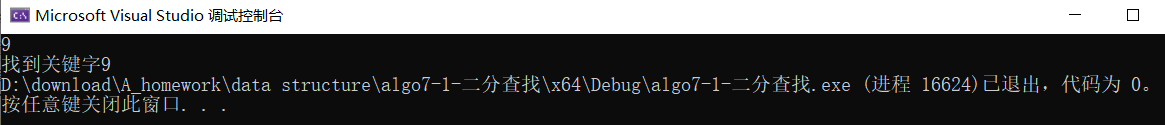 Microsoft Visual Studio 调试控制台
9
找到关键字9
D:\download\A_homework\data structure\algo7-1-二分查找\x64\Debug\algo7-1-二分查找.exe (进程 16624)已退出，代码为 0。
按任意键关闭此窗口. . .